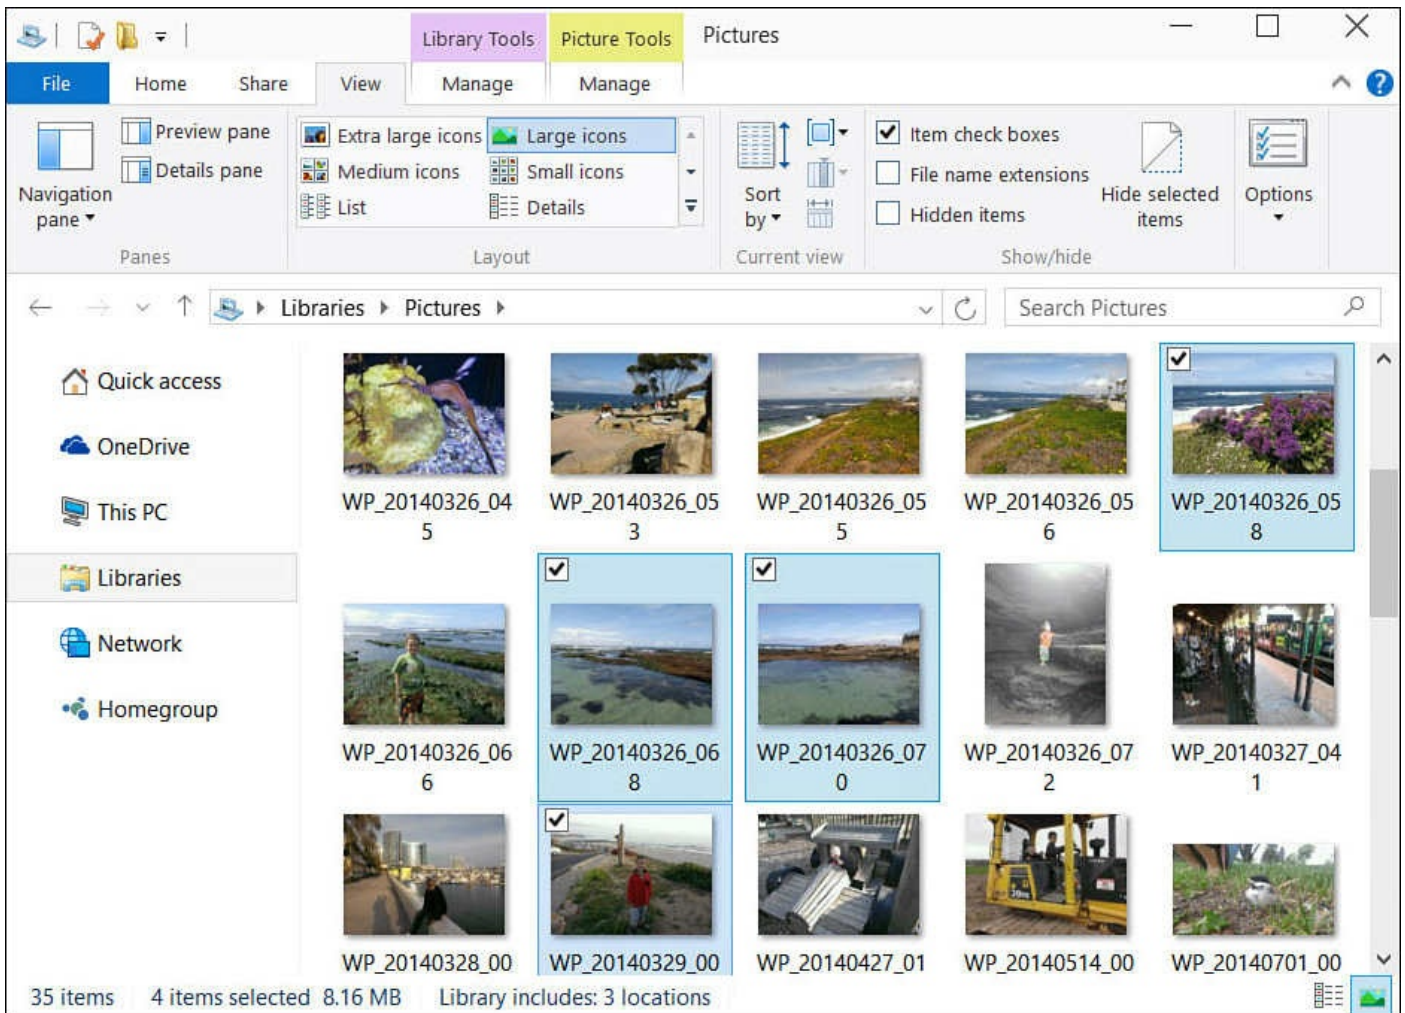 Library Tools Picture Tools Pictures
File Home Share View Manage Manage
Navigation pane
Preview pane
Details pane
Panes
Extra large icons Large icons
Medium icons Small icons
List Details
Layout
Sort by
Current view
Item check boxes
File name extensions
Hidden items
Hide selected items
Show/hide
Options
Libraries Pictures
Search Pictures
Quick access
OneDrive
This PC
Libraries
Network
Homegroup
WP_20140326_04 WP_20140326_05 WP_20140326_05 WP_20140326_05 WP_20140326_05
5 3 5 6 8
WP_20140326_06 WP_20140326_06 WP_20140326_07 WP_20140326_07 WP_20140327_04
6 8 0 2 1
WP_20140328_00 WP_20140329_00 WP_20140427_01 WP_20140514_00 WP_20140701_00
35 items 4 items selected 8.16 MB Library includes: 3 locations